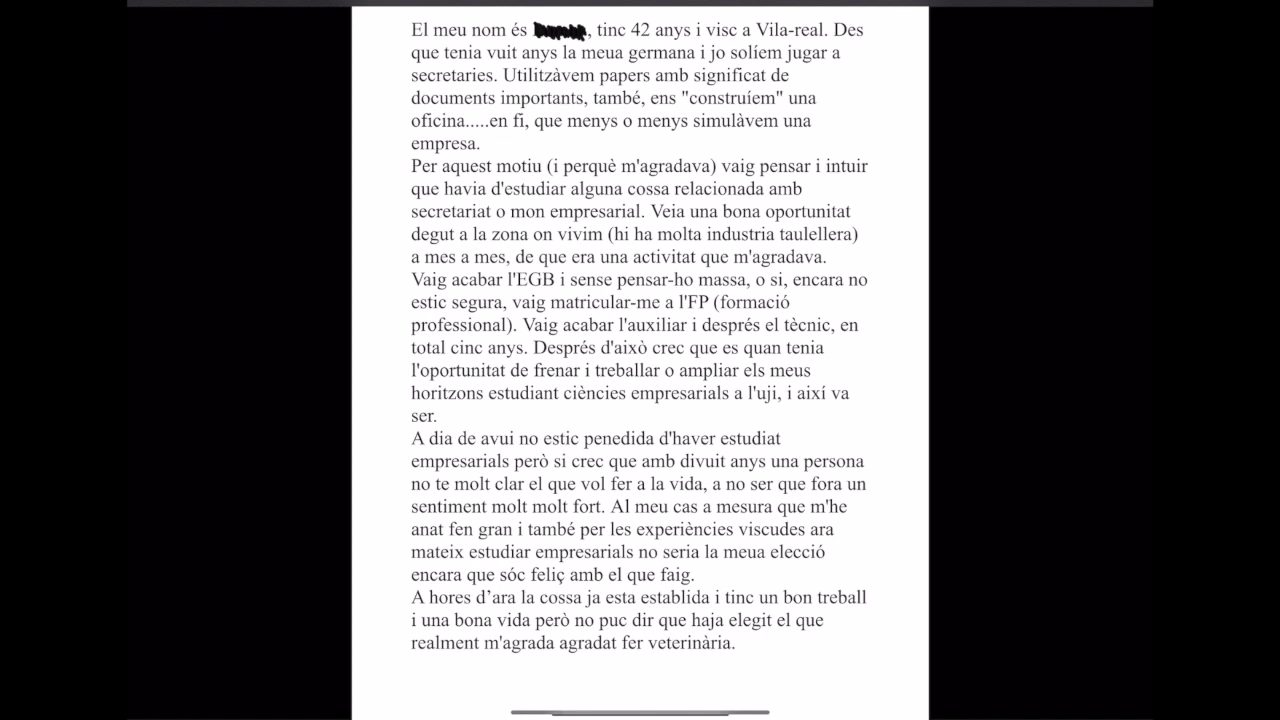 El meu nom és , tinc 42 anys i visc a Vila-real. Des
que tenia vuit anys la meua germana i jo solíem jugar a
secretaries. Utilitzàvem papers amb significat de
documents importants, també, ens "construíem" una
oficina.....en fi, que menys o menys simulàvem una
empresa.
Per aquest motiu (i perquè m'agradava) vaig pensar i intuir
que havia d'estudiar alguna cossa relacionada amb
secretariat o mon empresarial. Veia una bona oportunitat
degut a la zona on vivim (hi ha molta industria taulellera)
a mes a mes, de que era una activitat que m'agradava.
Vaig acabar l'EGB i sense pensar-ho massa, o si, encara no
estic segura, vaig matricular-me a l'FP (formació
professional). Vaig acabar l'auxiliar i després el tècnic, en
total cinc anys. Després d'això crec que es quan tenia
l'oportunitat de frenar i treballar o ampliar els meus
horitzons estudiant ciències empresarials a l'uji, i així va
ser.
A dia de avui no estic penedida d'haver estudiat
empresarials però si crec que amb divuit anys una persona
no te molt clar el que vol fer a la vida, a no ser que fora un
sentiment molt molt fort. Al meu cas a mesura que m'he
anat fen gran i també per les experiències viscudes ara
mateix estudiar empresarials no seria la meua elecció
encara que sóc feliç amb el que faig.
A hores d’ara la cossa ja esta establida i tinc un bon treball
i una bona vida però no puc dir que haja elegit el que
realment m'agrada agradat fer veterinària.